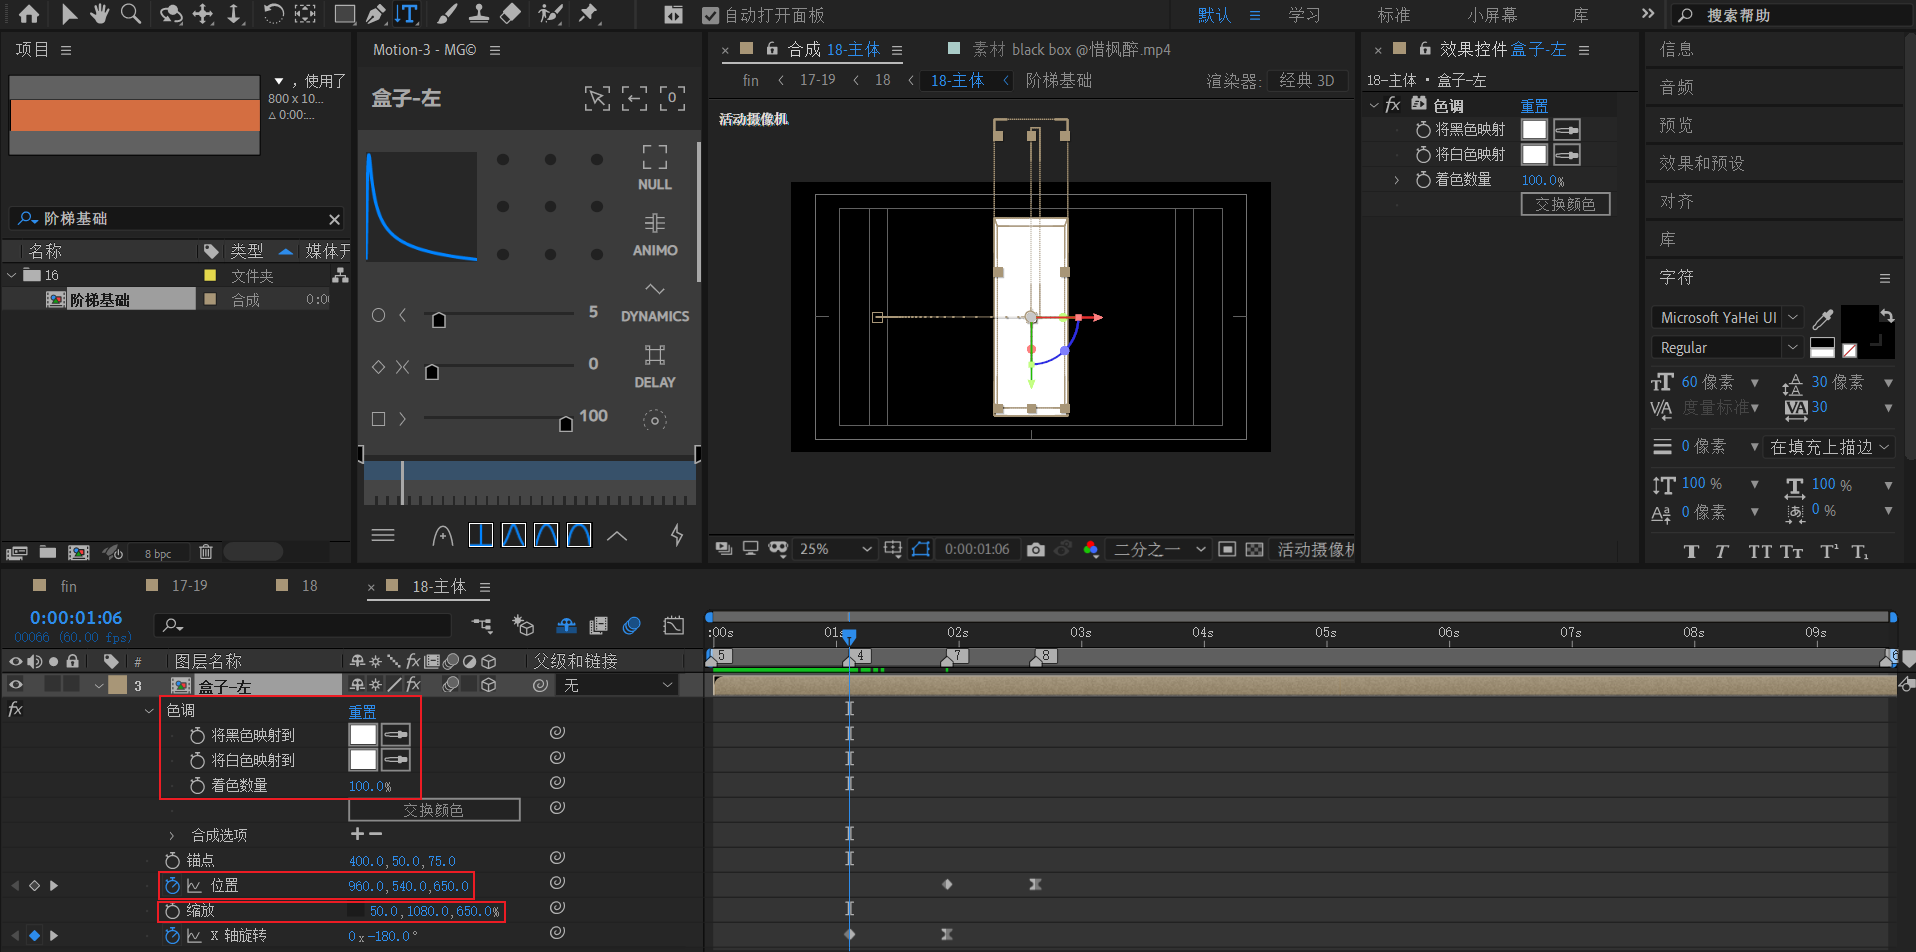 自动打开面板
默认
学习
标准
小屏幕
库
搜索帮助
项目
，使用了
800 x 10...
Δ 0:00:...
阶梯基础
名称
类型
媒体开
16
文件夹
阶梯基础
合成
0:00
8 bpc
Motion-3 - MG©
盒子-左
NULL
ANIMO
5
DYNAMICS
0
DELAY
100
合成 18-主体
素材 black box @惜枫醉.mp4
fin
17-19
18
18-主体
阶梯基础
渲染器:
经典 3D
活动摄像机
25%
0:00:01:06
二分之一
活动摄像机
效果控件 盒子-左
18-主体 · 盒子-左
fx 色调
重置
将黑色映射
将白色映射
着色数量
100.0%
交换颜色
信息
音频
预览
效果和预设
对齐
库
字符
Microsoft YaHei UI
Regular
60 像素
30 像素
度量标准
30
0 像素
在填充上描边
100 %
100 %
0 像素
0 %
fin
17-19
18
18-主体
0:00:01:06
00066 (60.00 fps)
#
图层名称
父级和链接
:00s
01s
02s
03s
04s
05s
06s
07s
08s
09s
5
4
7
8
6
3
盒子-左
无
fx
色调
重置
将黑色映射到
将白色映射到
着色数量
100.0%
交换颜色
合成选项
锚点
400.0,50.0,75.0
位置
960.0,540.0,650.0
缩放
50.0,1080.0,650.0%
X 轴旋转
0x-180.0°